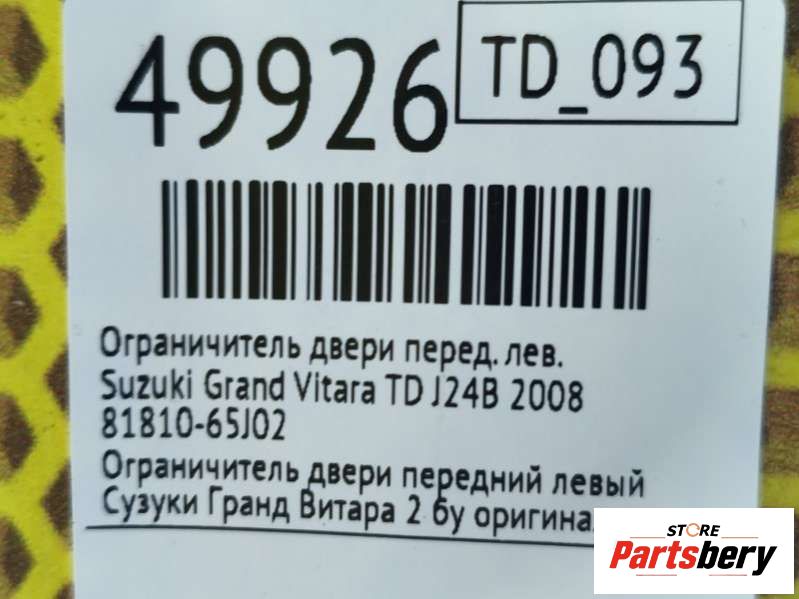 49926
TD_093
Ограничитель двери перед. лев.
Suzuki Grand Vitara TD J24B 2008
81810-65J02
Ограничитель двери передний левый
Сузуки Гранд Витара 2 бу
STORE
Partsbery